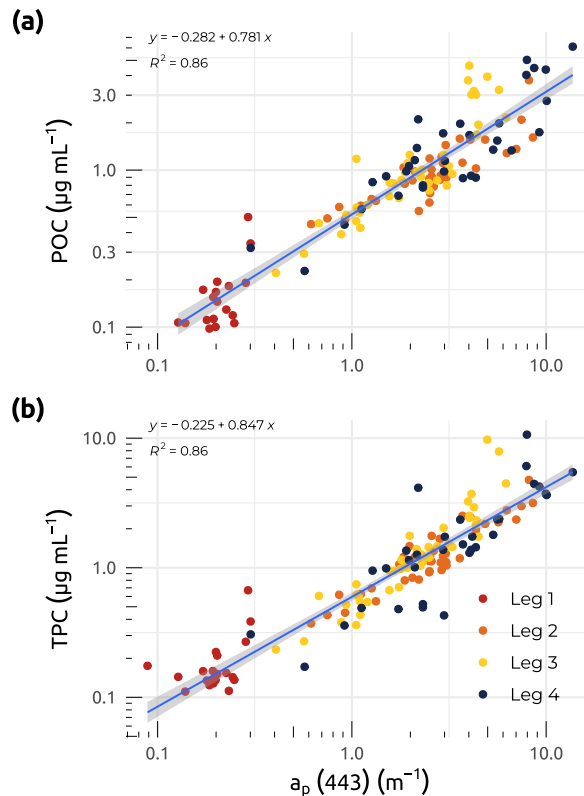 (a)
y = −0.282 + 0.781 x
R² = 0.86
3.0
1.0
0.3
0.1
POC (µg mL⁻¹)
0.1 1.0 10.0
(b)
y = −0.225 + 0.847 x
R² = 0.86
10.0
1.0
0.1
TPC (µg mL⁻¹)
Leg 1
Leg 2
Leg 3
Leg 4
0.1 1.0 10.0
aₚ (443) (m⁻¹)